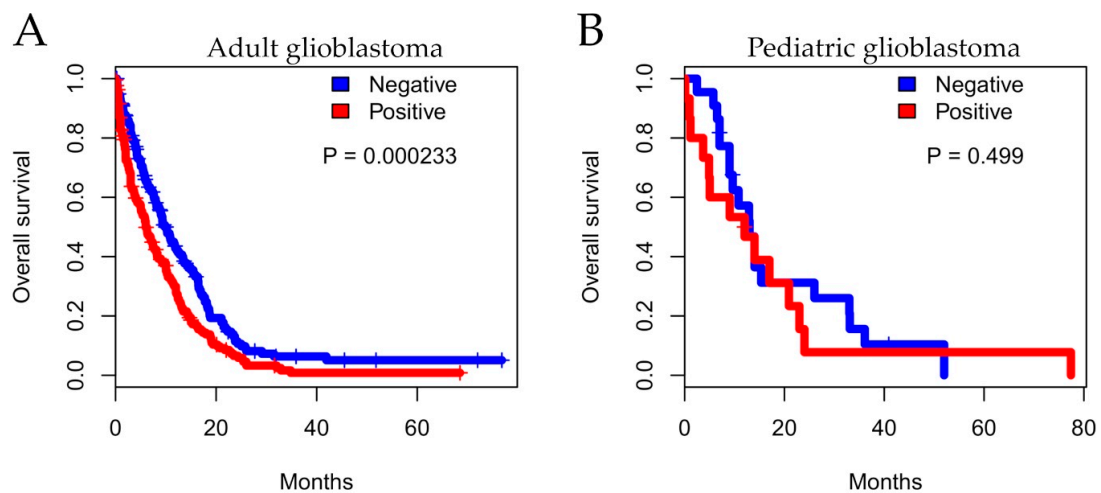 A
Adult glioblastoma
Negative
Positive
P = 0.000233
Overall survival
0.0
0.2
0.4
0.6
0.8
1.0
0
20
40
60
Months
B
Pediatric glioblastoma
Negative
Positive
P = 0.499
Overall survival
0.0
0.2
0.4
0.6
0.8
1.0
0
20
40
60
80
Months